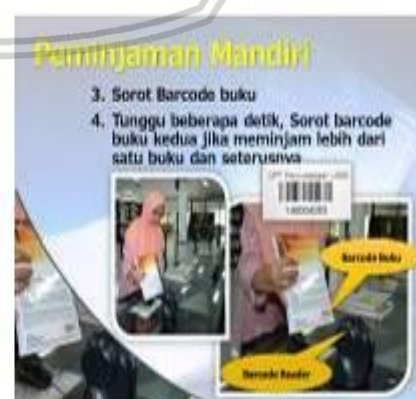 Peminjaman Mandiri
3. Sorot Barcode buku
4. Tunggu beberapa detik, Sorot barcode
buku kedua jika meminjam lebih dari
satu buku dan seterusnya
Barcode Buku
Barcode Reader